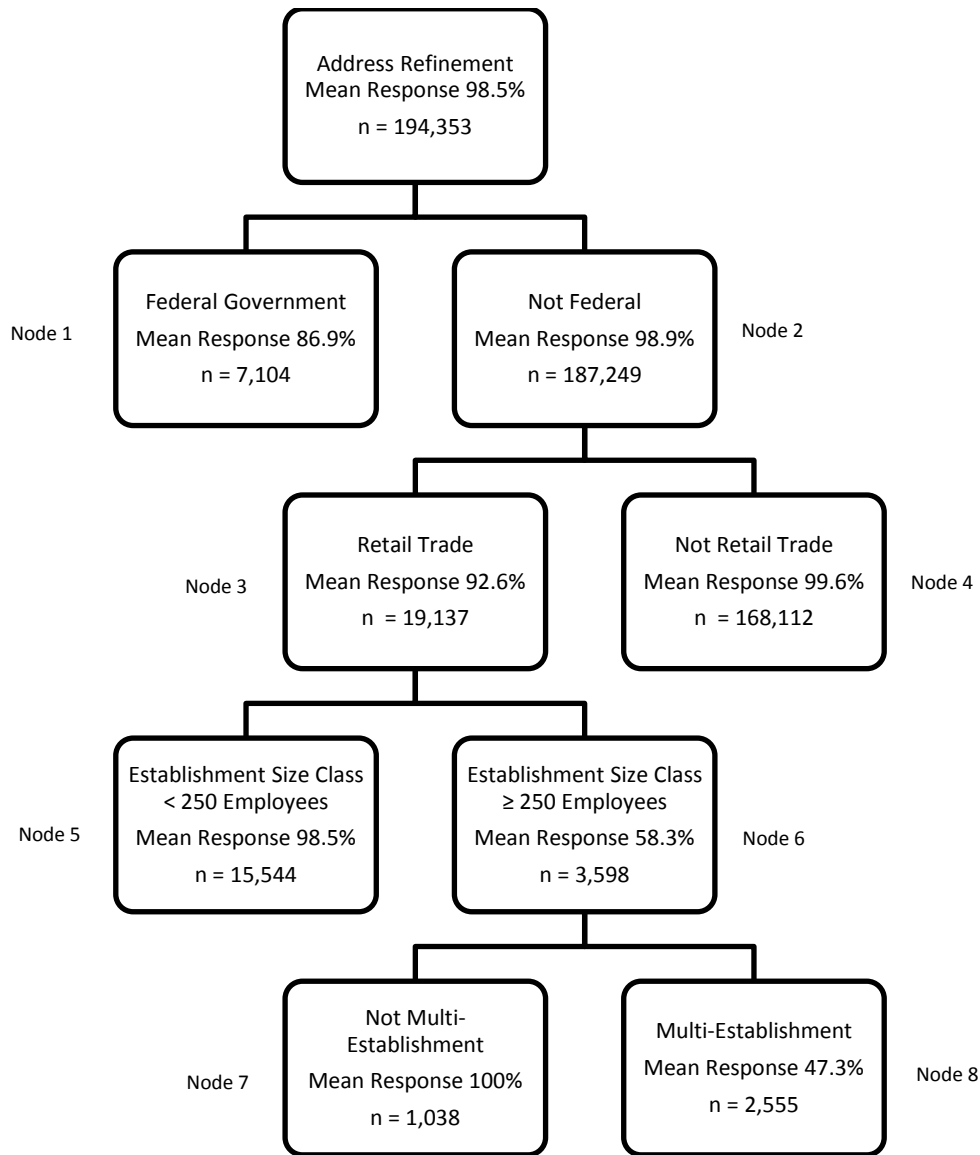 Address Refinement
Mean Response 98.5%
n = 194,353
Node 1
Federal Government
Mean Response 86.9%
n = 7,104
Not Federal
Mean Response 98.9%
n = 187,249
Node 2
Node 3
Retail Trade
Mean Response 92.6%
n = 19,137
Not Retail Trade
Mean Response 99.6%
n = 168,112
Node 4
Node 5
Establishment Size Class
< 250 Employees
Mean Response 98.5%
n = 15,544
Establishment Size Class
≥ 250 Employees
Mean Response 58.3%
n = 3,598
Node 6
Node 7
Not Multi-
Establishment
Mean Response 100%
n = 1,038
Multi-Establishment
Mean Response 47.3%
n = 2,555
Node 8